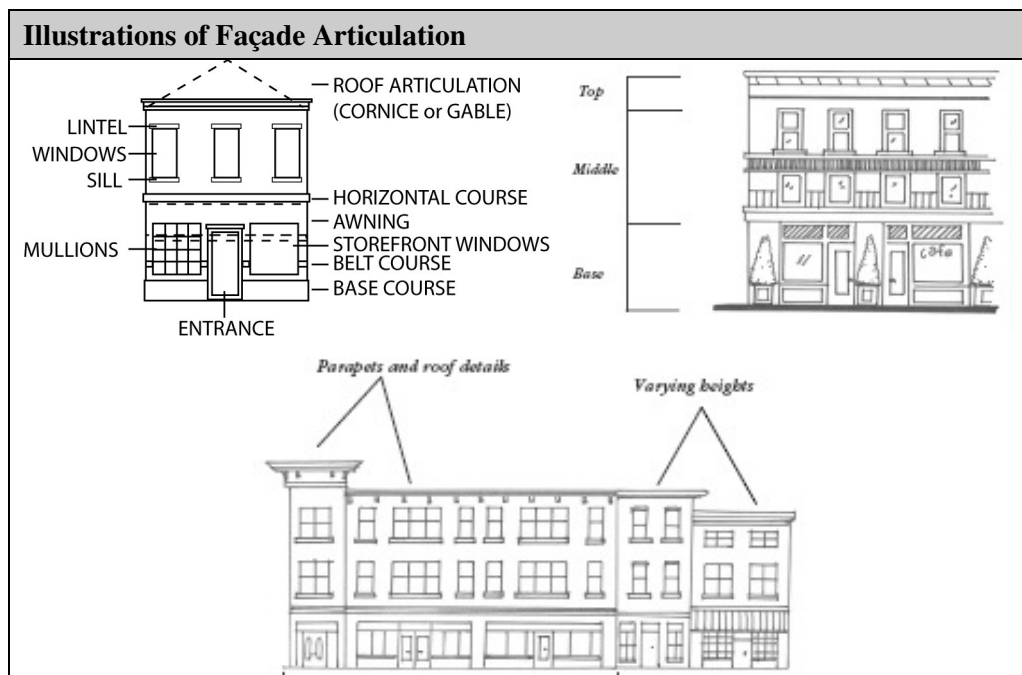 Illustrations of Façade Articulation
ROOF ARTICULATION
(CORNICE or GABLE)
LINTEL
WINDOWS
SILL
HORIZONTAL COURSE
AWNING
STOREFRONT WINDOWS
MULLIONS
BELT COURSE
BASE COURSE
ENTRANCE
Top
Middle
Base
cafe
Parapets and roof details
Varying heights